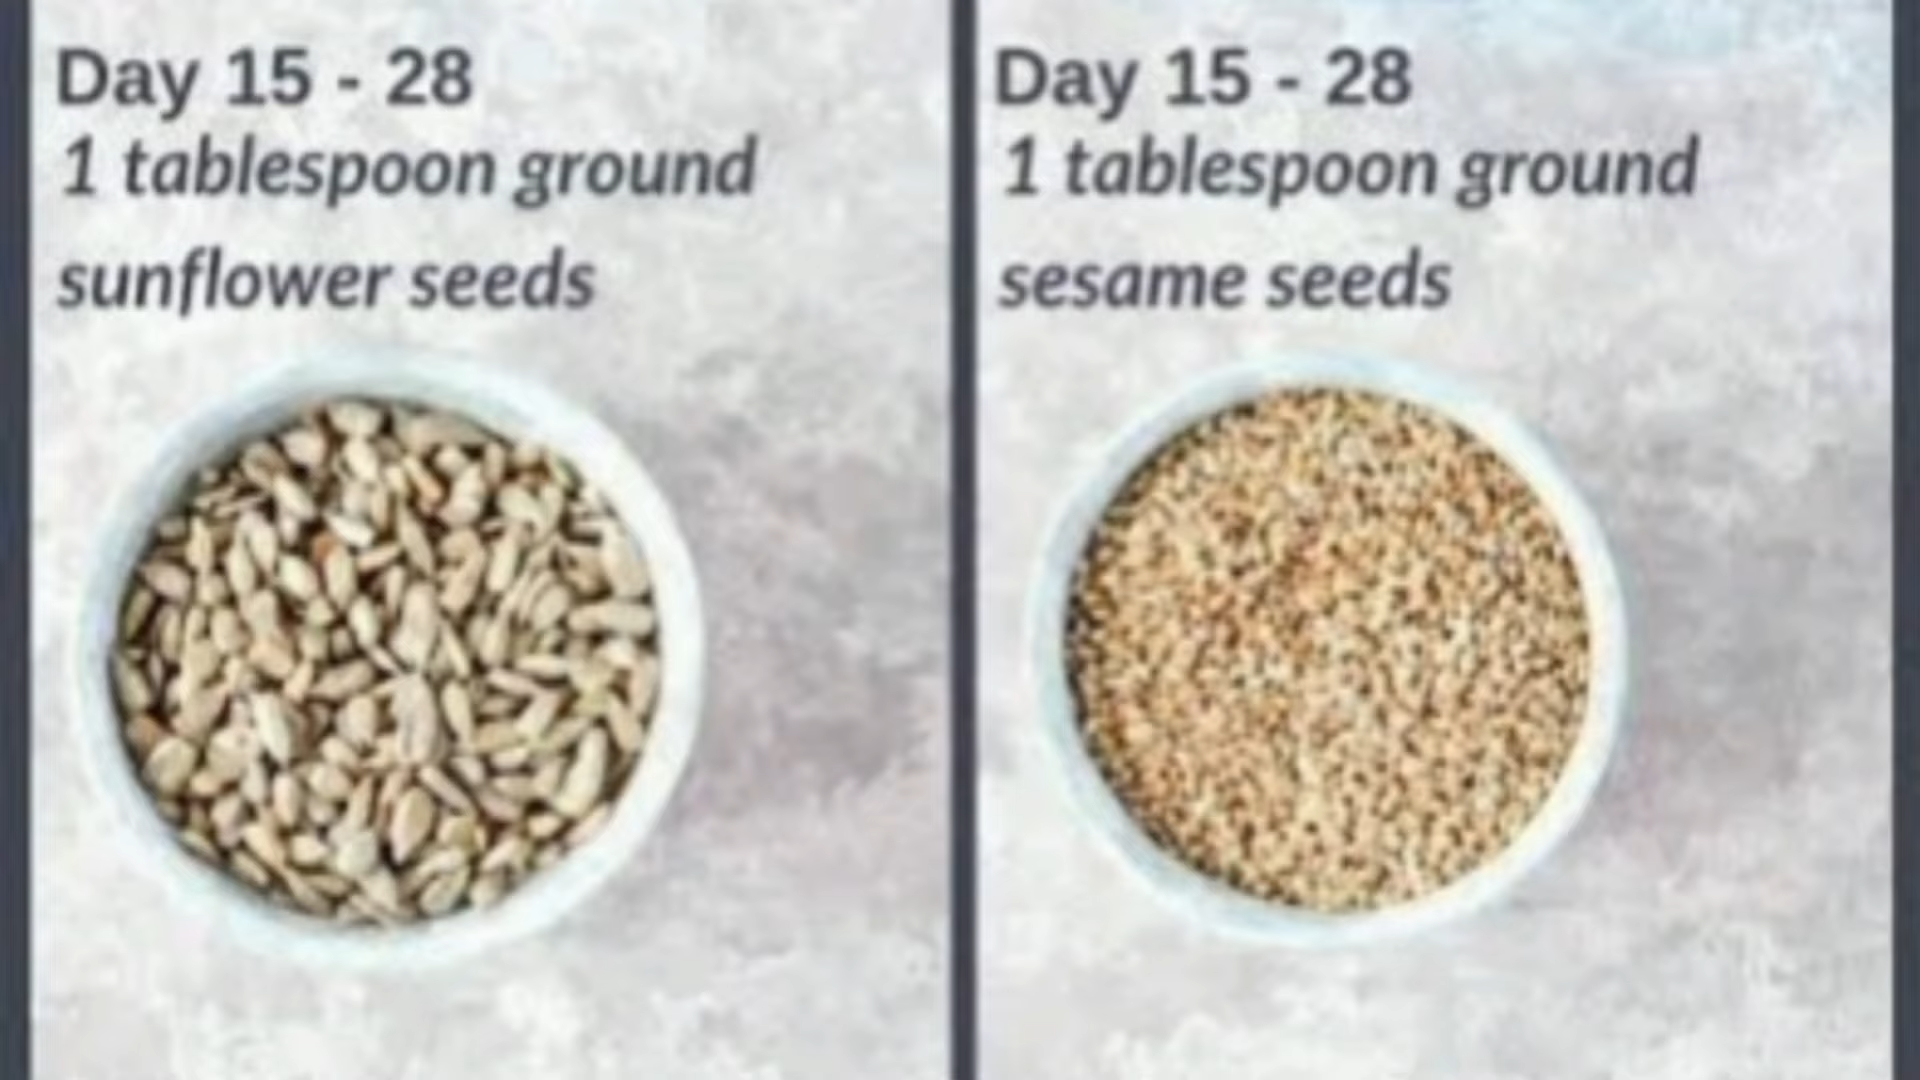 Day 15 - 28
1 tablespoon ground
sunflower seeds
Day 15 - 28
1 tablespoon ground
sesame seeds